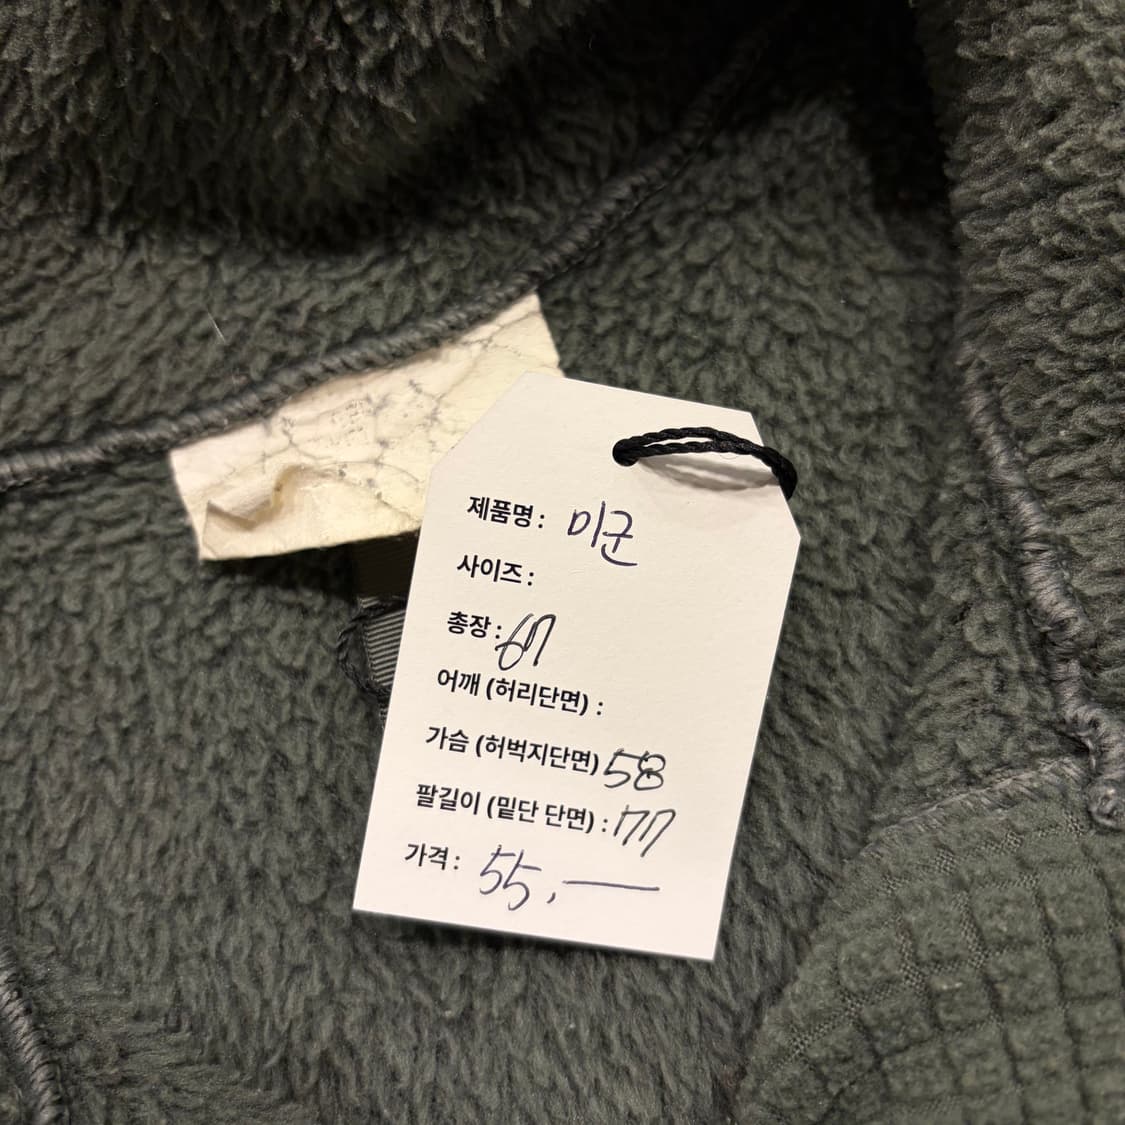 제품명 : 미군
사이즈 :
총장 : 67
어깨 (허리단면) :
가슴 (허벅지단면) 58
팔길이 (밑단 단면) : 77
가격 : 55,—